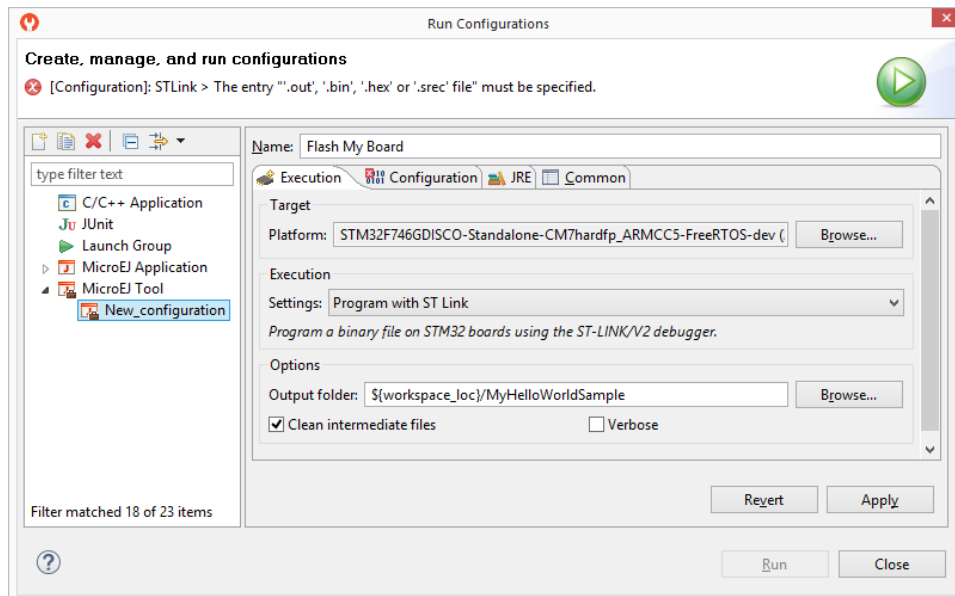 Run Configurations
Create, manage, and run configurations
[Configuration]: STLink > The entry "'.out', '.bin', '.hex' or '.srec' file" must be specified.
type filter text
C/C++ Application
JUnit
Launch Group
MicroEJ Application
MicroEJ Tool
New_configuration
Filter matched 18 of 23 items
Name: Flash My Board
Execution Configuration JRE Common
Target
Platform: STM32F746GDISCO-Standalone-CM7hardfp_ARMCC5-FreeRTOS-dev (. Browse...
Execution
Settings: Program with ST Link
Program a binary file on STM32 boards using the ST-LINK/V2 debugger.
Options
Output folder: ${workspace_loc}/MyHelloWorldSample Browse...
Clean intermediate files Verbose
Revert Apply
Run Close